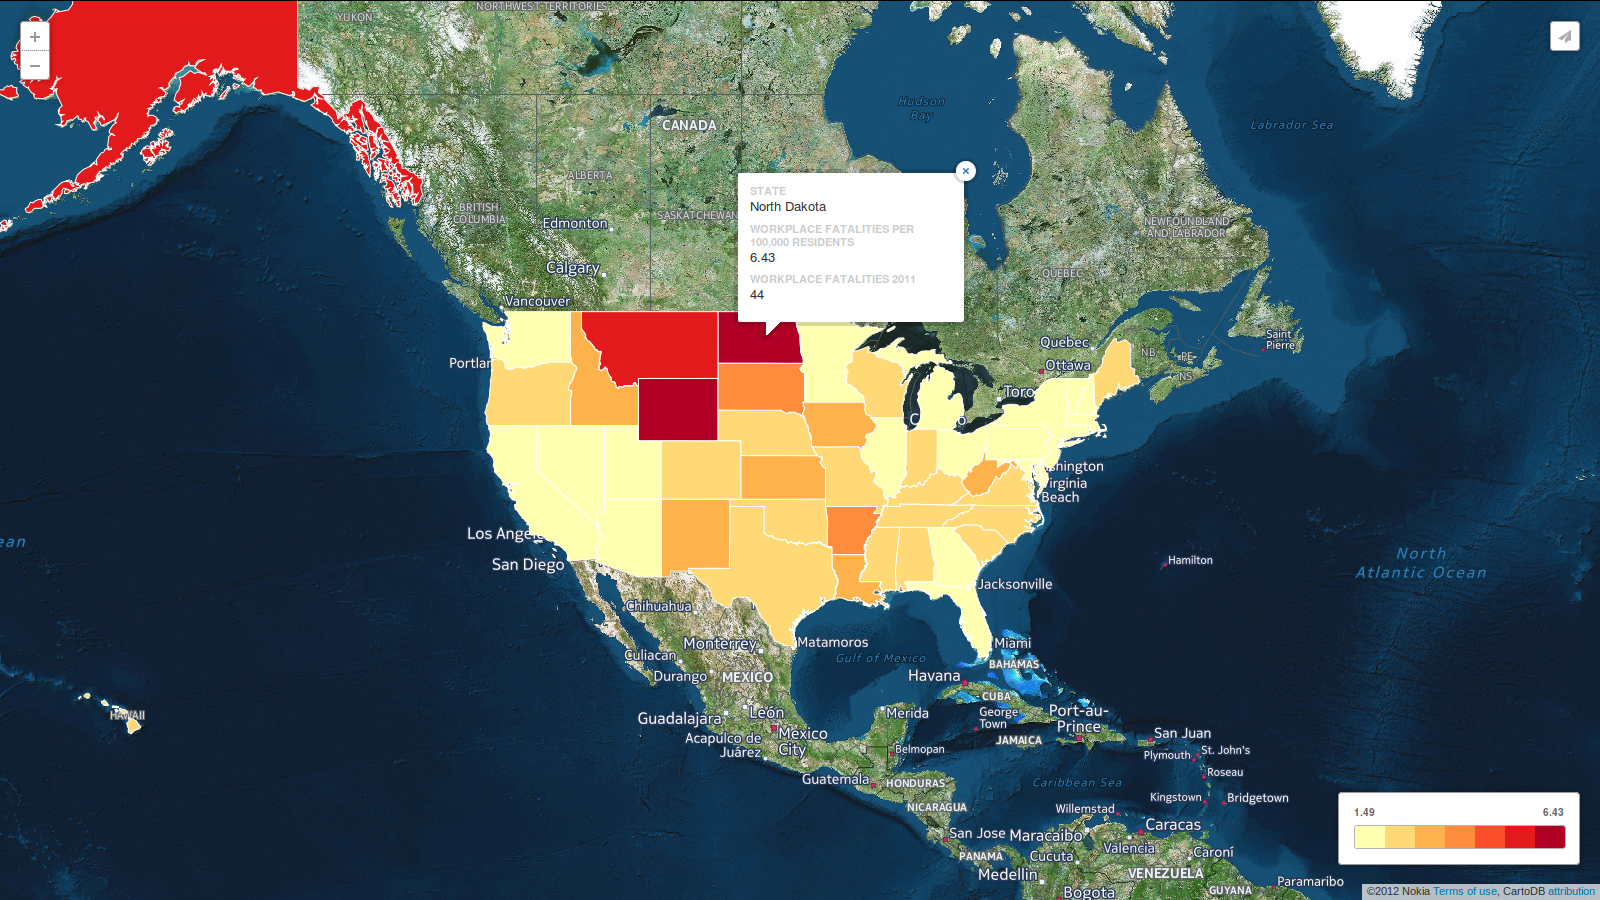 NORTHWEST TERRITORIES
YUKON
+
−
Hudson
Bay
Labrador Sea
CANADA
ALBERTA
BRITISH
COLUMBIA
SASKATCHEWAN
Edmonton
NEWFOUNDLAND
AND LABRADOR
Calgary
QUEBEC
Vancouver
×
STATE
North Dakota
WORKPLACE FATALITIES PER
100,000 RESIDENTS
6.43
WORKPLACE FATALITIES 2011
44
Quebec
Saint
Pierre
NB
PE
NS
Portlan
Ottawa
Toro
C
o
shington
Virginia
Beach
Los Angele
San Diego
ean
North
Atlantic Ocean
Hamilton
Jacksonville
Chihuahua
Monterrey
Matamoros
Miami
Culiacan
Gulf of Mexico
BAHAMAS
Durango
MEXICO
Havana
CUBA
HAWAII
Guadalajara
León
Merida
George
Town
Port-au-
Prince
Acapulco de
Juárez
Mexico
City
JAMAICA
San Juan
Belmopan
Plymouth
St. John's
Guatemala
HONDURAS
Caribbean Sea
Roseau
NICARAGUA
Kingstown
Bridgetown
Willemstad
San Jose
Maracaibo
Caracas
PANAMA
Cucuta
Valencia
Caroní
Medellin
VENEZUELA
Bogota
GUYANA
Paramaribo
1.49
6.43
©2012 Nokia Terms of use, CartoDB attribution